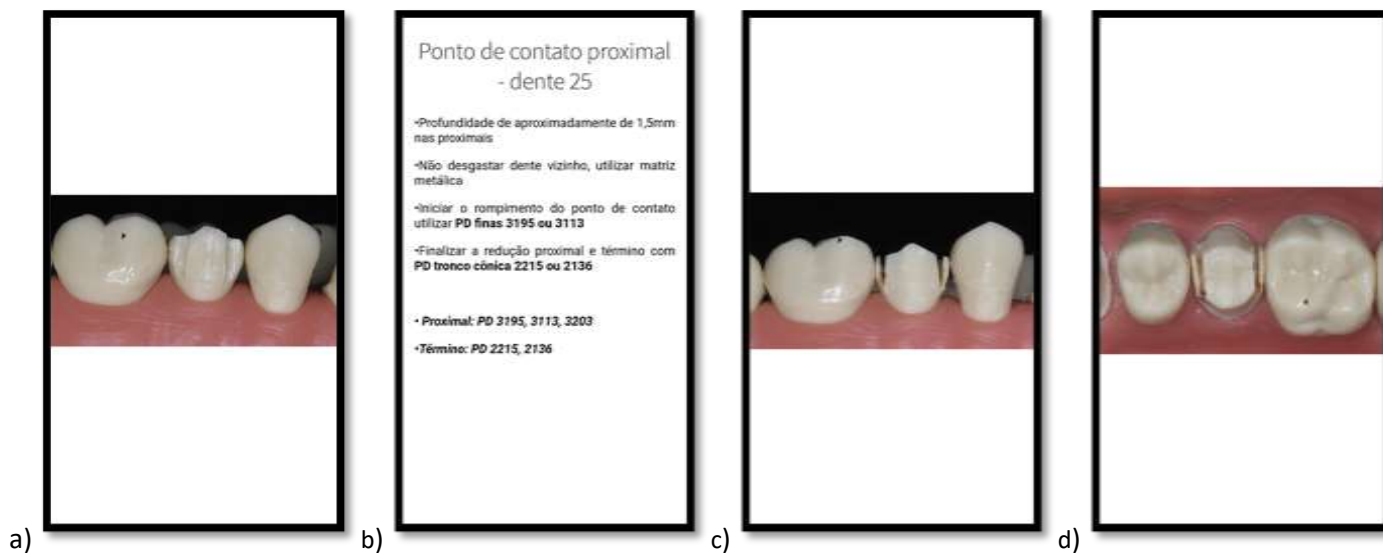 Ponto de contato proximal
- dente 25
•Profundidade de aproximadamente de 1,5mm
nas proximais
•Não desgastar dente vizinho, utilizar matriz
metálica
•Iniciar o rompimento do ponto de contato
utilizar PD finas 3195 ou 3113
•Finalizar a redução proximal e término com
PD tronco cônica 2215 ou 2136
• Proximal: PD 3195, 3113, 3203
•Término: PD 2215, 2136
a) b) c) d)